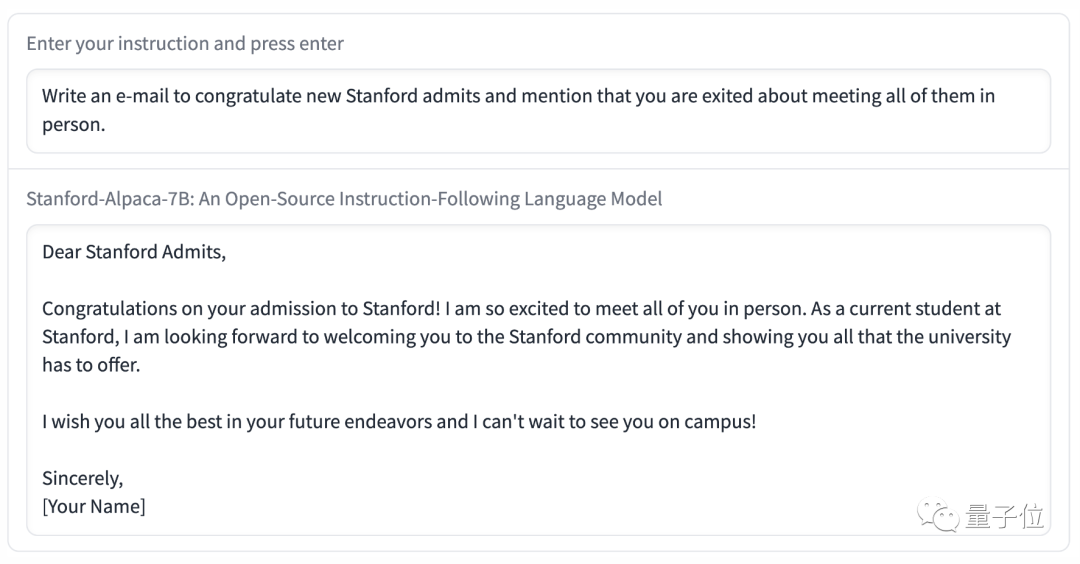 Enter your instruction and press enter
Write an e-mail to congratulate new Stanford admits and mention that you are exited about meeting all of them in
person.
Stanford-Alpaca-7B: An Open-Source Instruction-Following Language Model
Dear Stanford Admits,
Congratulations on your admission to Stanford! I am so excited to meet all of you in person. As a current student at
Stanford, I am looking forward to welcoming you to the Stanford community and showing you all that the university
has to offer.
I wish you all the best in your future endeavors and I can't wait to see you on campus!
Sincerely,
[Your Name]
量子位